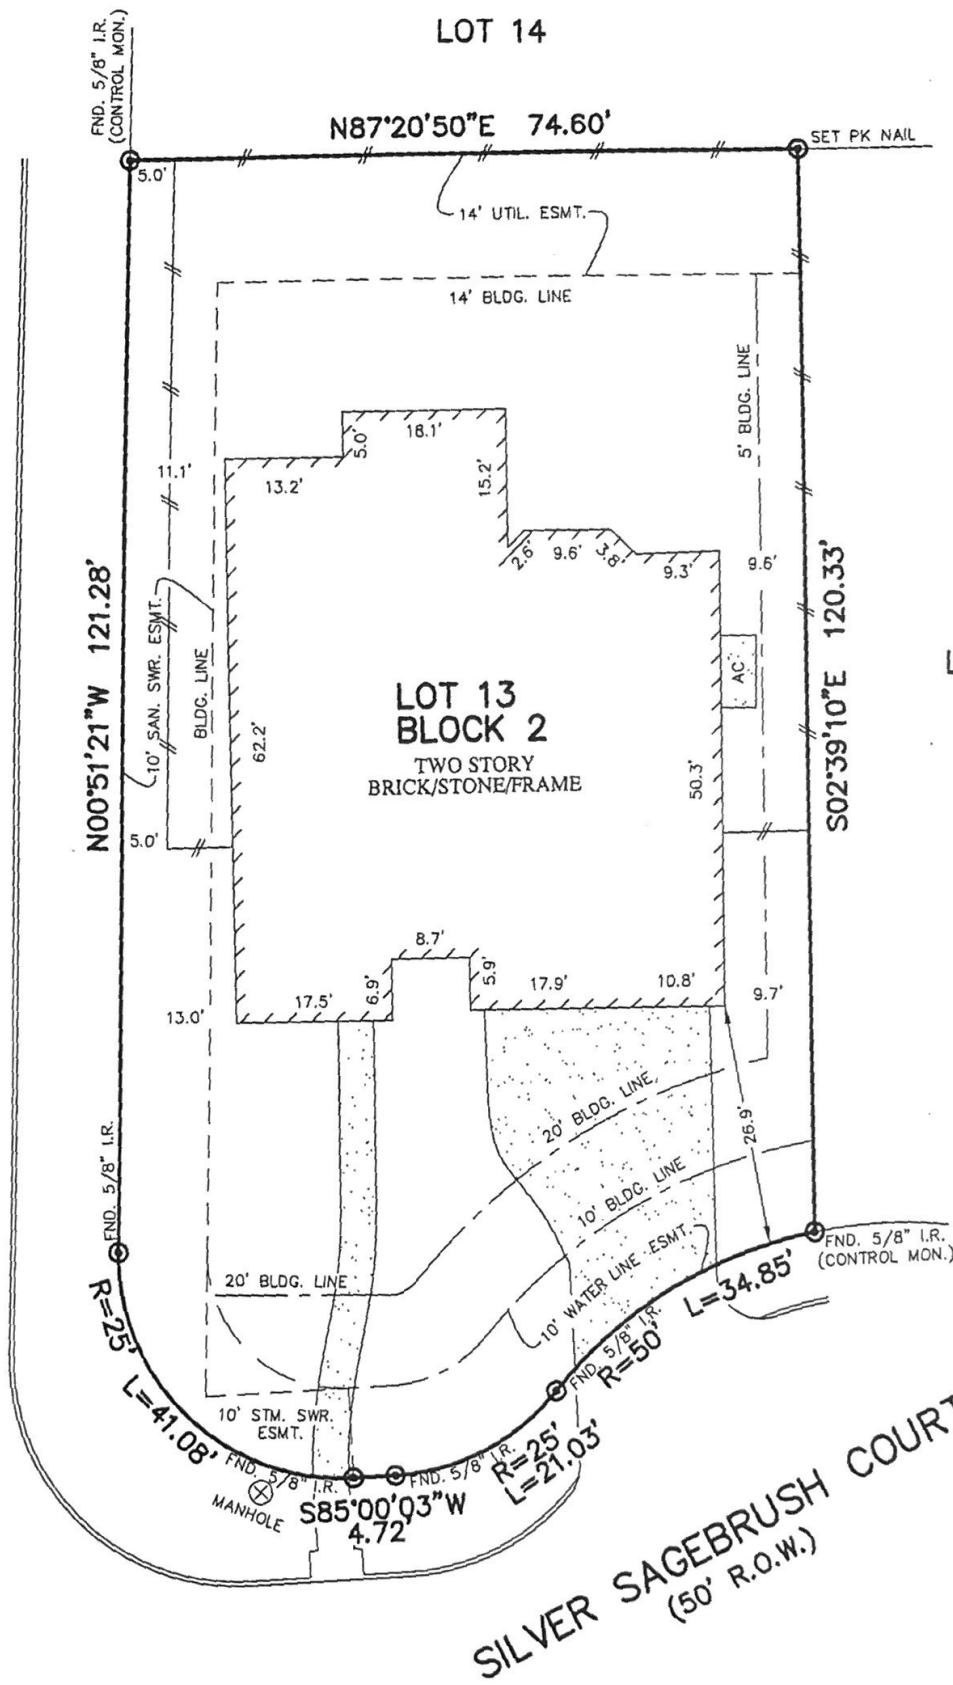 LOT 14
FND. 5/8" I.R.
(CONTROL MON.)
N87°20'50"E 74.60'
SET PK NAIL
5.0'
14' UTIL. ESMT.
14' BLDG. LINE
5' BLDG. LINE
18.1'
5.0'
13.2'
15.2'
11.1'
2.6'
9.6'
3.8'
9.3'
9.6'
N00°51'21"W 121.28'
10' SAN. SWR. ESMT.
BLDG. LINE
S02°39'10"E 120.33'
L
AC
LOT 13
BLOCK 2
TWO STORY
BRICK/STONE/FRAME
62.2'
50.3'
5.0'
8.7'
6.9'
5.9'
17.5'
17.9'
10.8'
9.7'
13.0'
20' BLDG. LINE
26.9'
10' BLDG. LINE
FND. 5/8" I.R.
FND. 5/8" I.R.
(CONTROL MON.)
20' BLDG. LINE
10' WATER LINE ESMT.
L=34.85'
R=50'
FND. 5/8" I.R.
R=25'
L=41.08'
10' STM. SWR.
ESMT.
FND. 5/8" I.R.
FND. 5/8" I.R.
R=25'
L=21.03'
MANHOLE
S85°00'03"W
4.72'
SILVER SAGEBRUSH COURT
(50' R.O.W.)